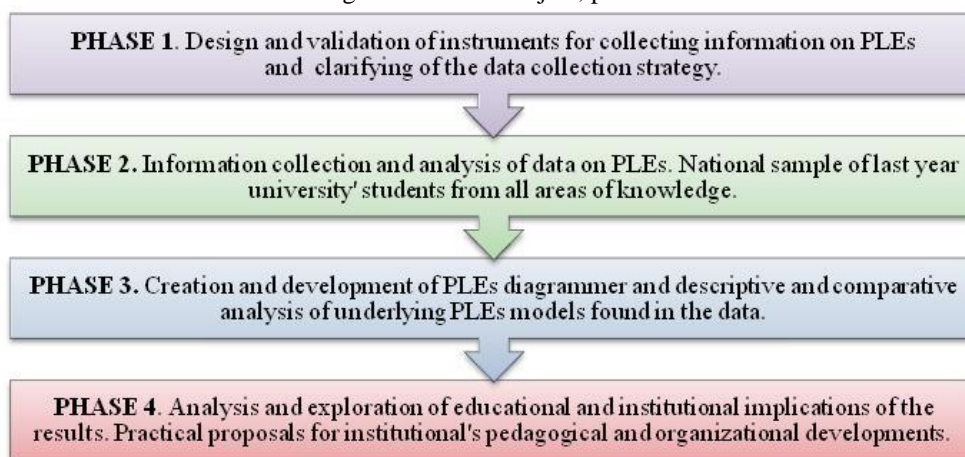 PHASE 1. Design and validation of instruments for collecting information on PLEs
and clarifying of the data collection strategy.
PHASE 2. Information collection and analysis of data on PLEs. National sample of last year
university' students from all areas of knowledge.
PHASE 3. Creation and development of PLEs diagrammer and descriptive and comparative
analysis of underlying PLEs models found in the data.
PHASE 4. Analysis and exploration of educational and institutional implications of the
results. Practical proposals for institutional's pedagogical and organizational developments.